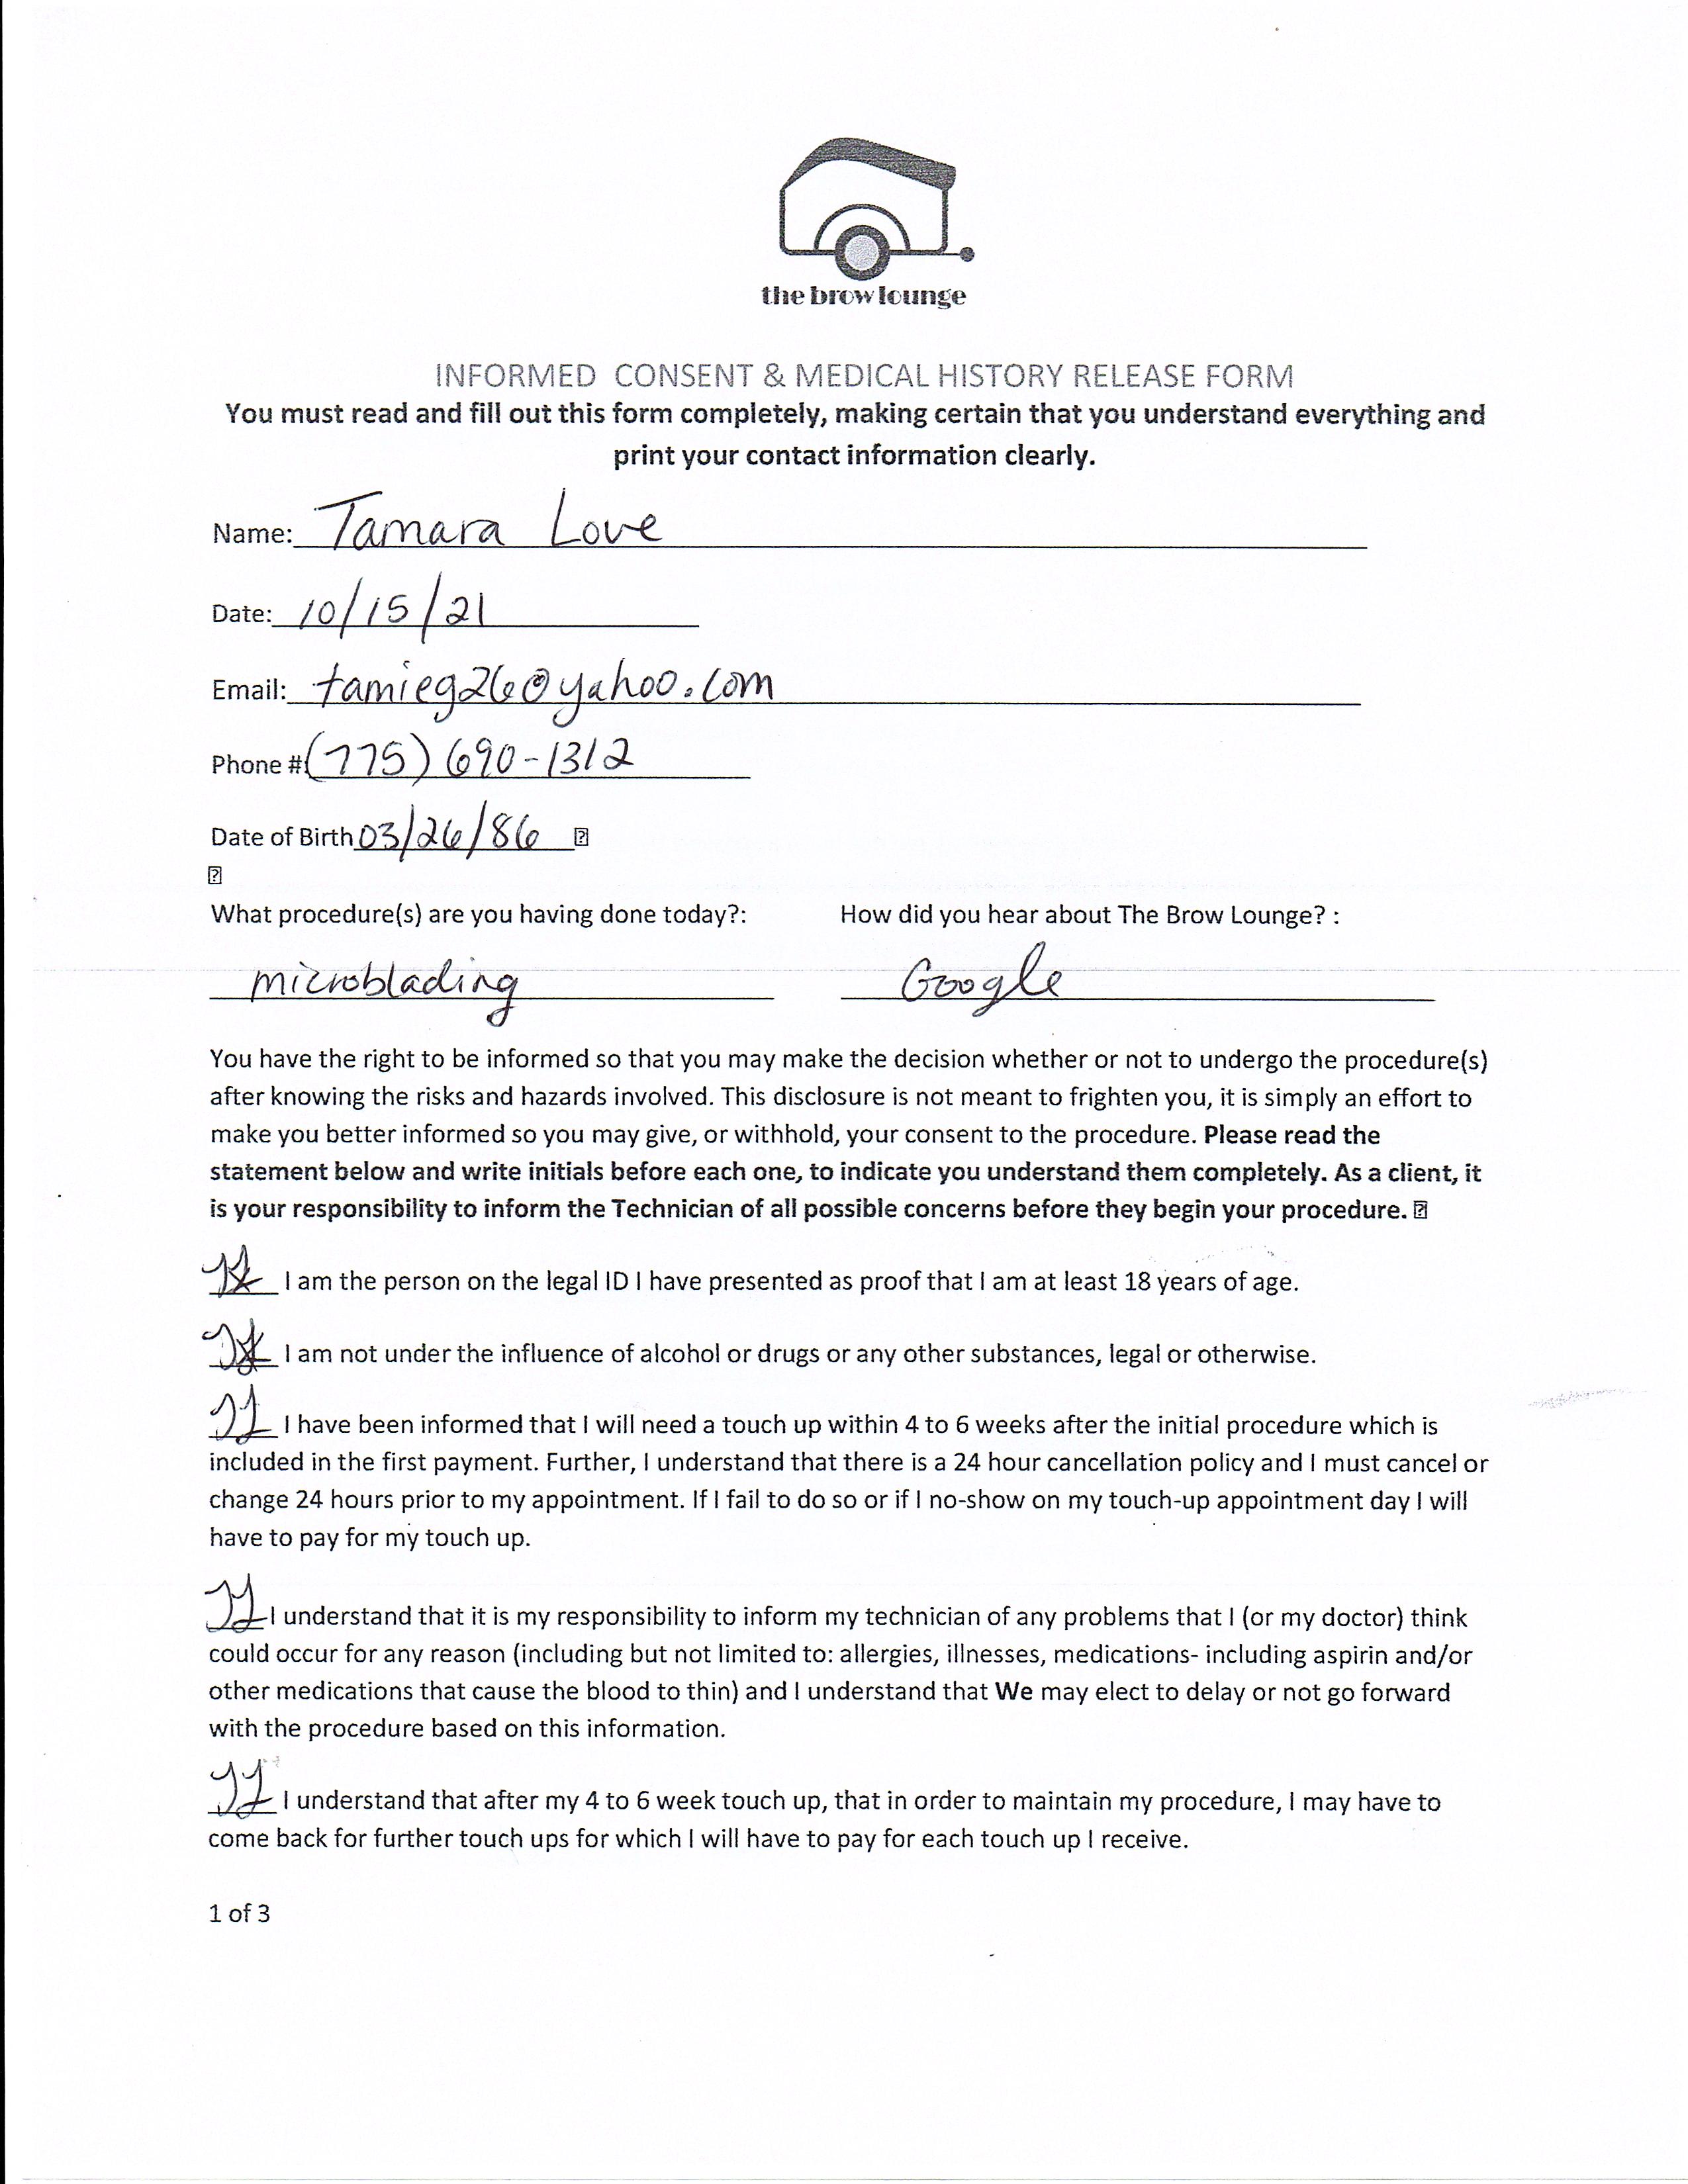 the brow lounge
INFORMED CONSENT & MEDICAL HISTORY RELEASE FORM
You must read and fill out this form completely, making certain that you understand everything and
print your contact information clearly.
Name: Tamara Love
Date: 10/15/21
Email: tamieg26@yahoo.com
Phone #: (775) 690-1312
Date of Birth 03/26/86
What procedure(s) are you having done today?: How did you hear about The Brow Lounge? :
microblading Google
You have the right to be informed so that you may make the decision whether or not to undergo the procedure(s)
after knowing the risks and hazards involved. This disclosure is not meant to frighten you, it is simply an effort to
make you better informed so you may give, or withhold, your consent to the procedure. Please read the
statement below and write initials before each one, to indicate you understand them completely. As a client, it
is your responsibility to inform the Technician of all possible concerns before they begin your procedure.
I am the person on the legal ID I have presented as proof that I am at least 18 years of age.
I am not under the influence of alcohol or drugs or any other substances, legal or otherwise.
I have been informed that I will need a touch up within 4 to 6 weeks after the initial procedure which is
included in the first payment. Further, I understand that there is a 24 hour cancellation policy and I must cancel or
change 24 hours prior to my appointment. If I fail to do so or if I no-show on my touch-up appointment day I will
have to pay for my touch up.
I understand that it is my responsibility to inform my technician of any problems that I (or my doctor) think
could occur for any reason (including but not limited to: allergies, illnesses, medications- including aspirin and/or
other medications that cause the blood to thin) and I understand that We may elect to delay or not go forward
with the procedure based on this information.
I understand that after my 4 to 6 week touch up, that in order to maintain my procedure, I may have to
come back for further touch ups for which I will have to pay for each touch up I receive.
1 of 3